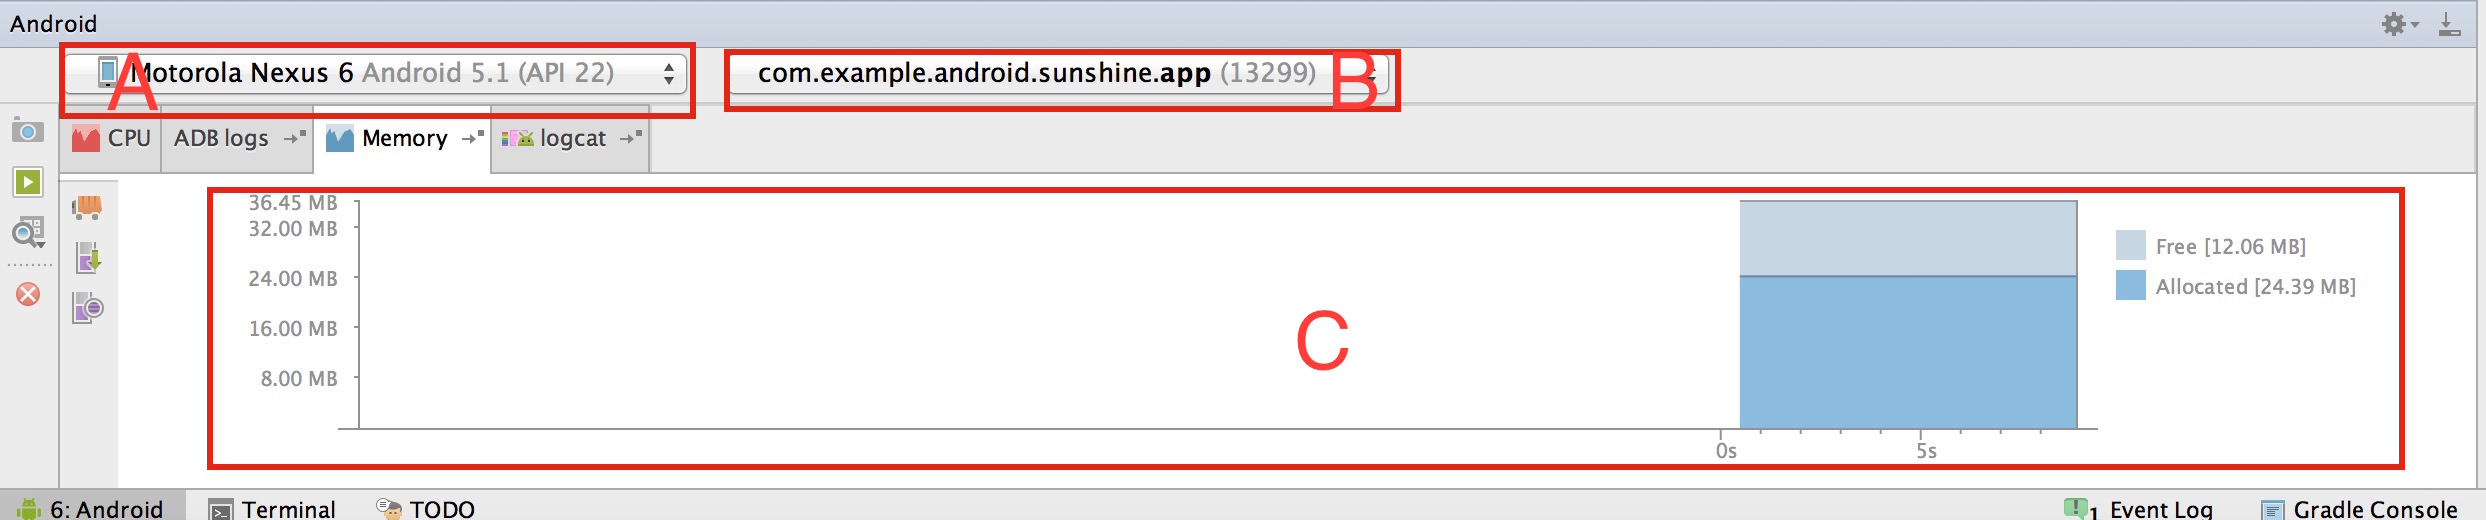 Android
A Motorola Nexus 6 Android 5.1 (API 22)
com.example.android.sunshine.app (13299) B
CPU ADB logs Memory logcat
36.45 MB
32.00 MB
24.00 MB
16.00 MB
8.00 MB
C
Free [12.06 MB]
Allocated [24.39 MB]
0s 5s
6: Android Terminal TODO 1 Event Log Gradle Console